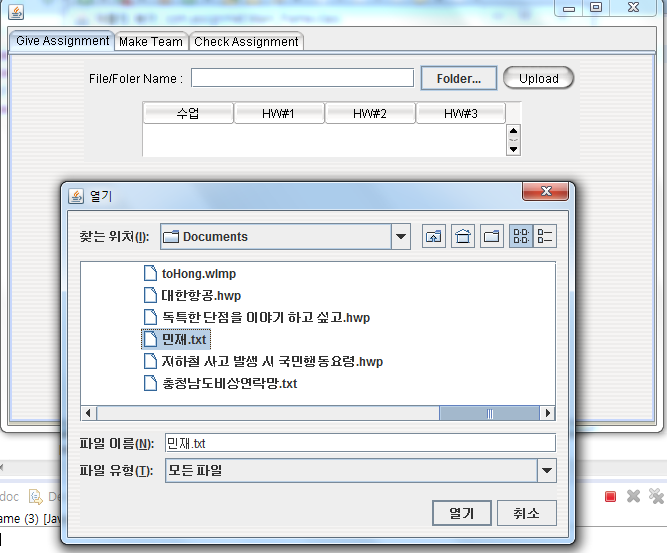 Give Assignment Make Team Check Assignment
File/Foler Name : Folder... Upload
수업 HW#1 HW#2 HW#3
열기
찾는 위치(I): Documents
toHong.wlmp
대한항공.hwp
독특한 단점을 이야기 하고 싶고.hwp
민재.txt
지하철 사고 발생 시 국민행동요령.hwp
충청남도비상연락망.txt
파일 이름(N): 민재.txt
파일 유형(T): 모든 파일
열기 취소
doc
ame (3) [Jav